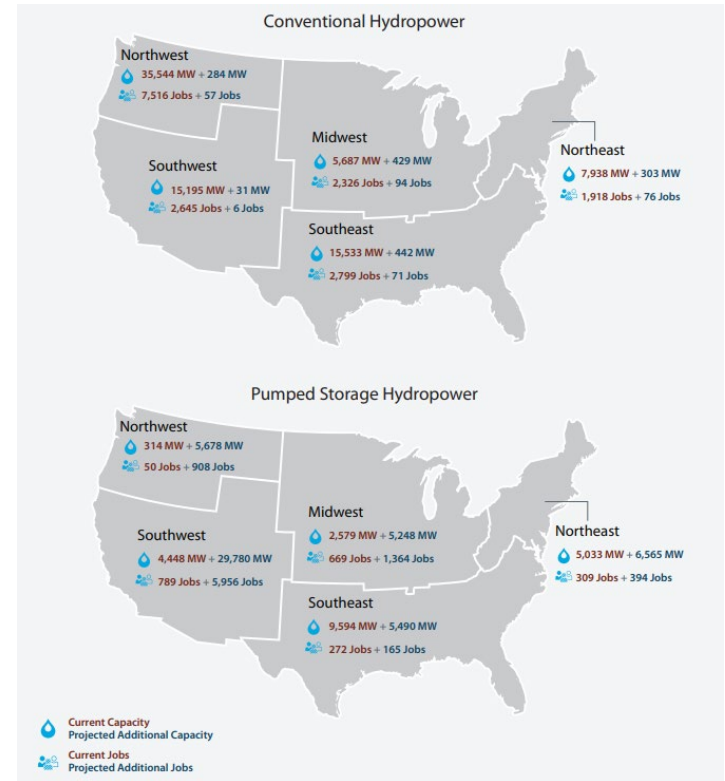 Conventional Hydropower
Northwest
35,544 MW + 284 MW
7,516 Jobs + 57 Jobs
Southwest
15,195 MW + 31 MW
2,645 Jobs + 6 Jobs
Midwest
5,687 MW + 429 MW
2,326 Jobs + 94 Jobs
Northeast
7,938 MW + 303 MW
1,918 Jobs + 76 Jobs
Southeast
15,533 MW + 442 MW
2,799 Jobs + 71 Jobs
Pumped Storage Hydropower
Northwest
314 MW + 5,678 MW
50 Jobs + 908 Jobs
Southwest
4,448 MW + 29,780 MW
789 Jobs + 5,956 Jobs
Midwest
2,579 MW + 5,248 MW
669 Jobs + 1,364 Jobs
Northeast
5,033 MW + 6,565 MW
309 Jobs + 394 Jobs
Southeast
9,594 MW + 5,490 MW
272 Jobs + 165 Jobs
Current Capacity
Projected Additional Capacity
Current Jobs
Projected Additional Jobs